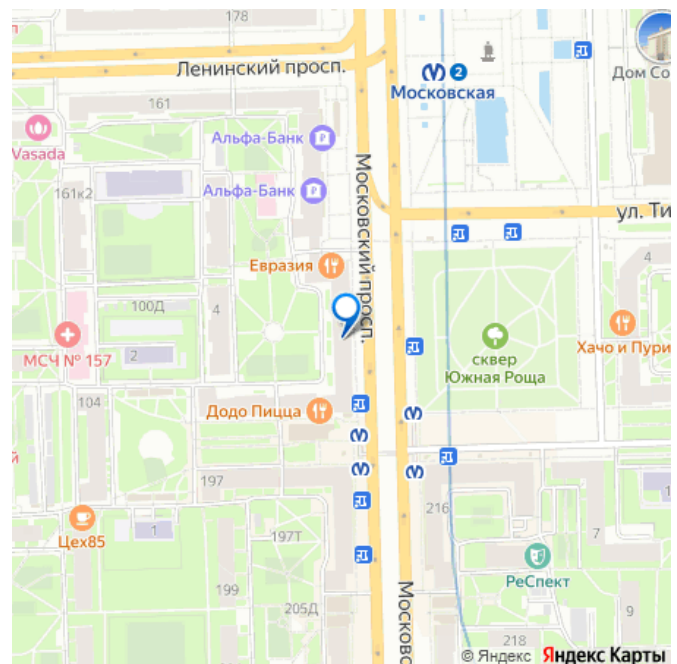 178
Ленинский просп.
2
Московская
Дом Со
161
Vasada
Альфа-Банк
Альфа-Банк
161к2
Московский просп.
ул. Ти
Евразия
4
100Д
4
МСЧ № 157
2
сквер
Южная Роща
Хачо и Пури
104
Додо Пицца
й
197
216
1
Цех85
1
197Т
7
РеСпект
199
205Д
Московс
9
218
© Яндекс Яндекс Карты